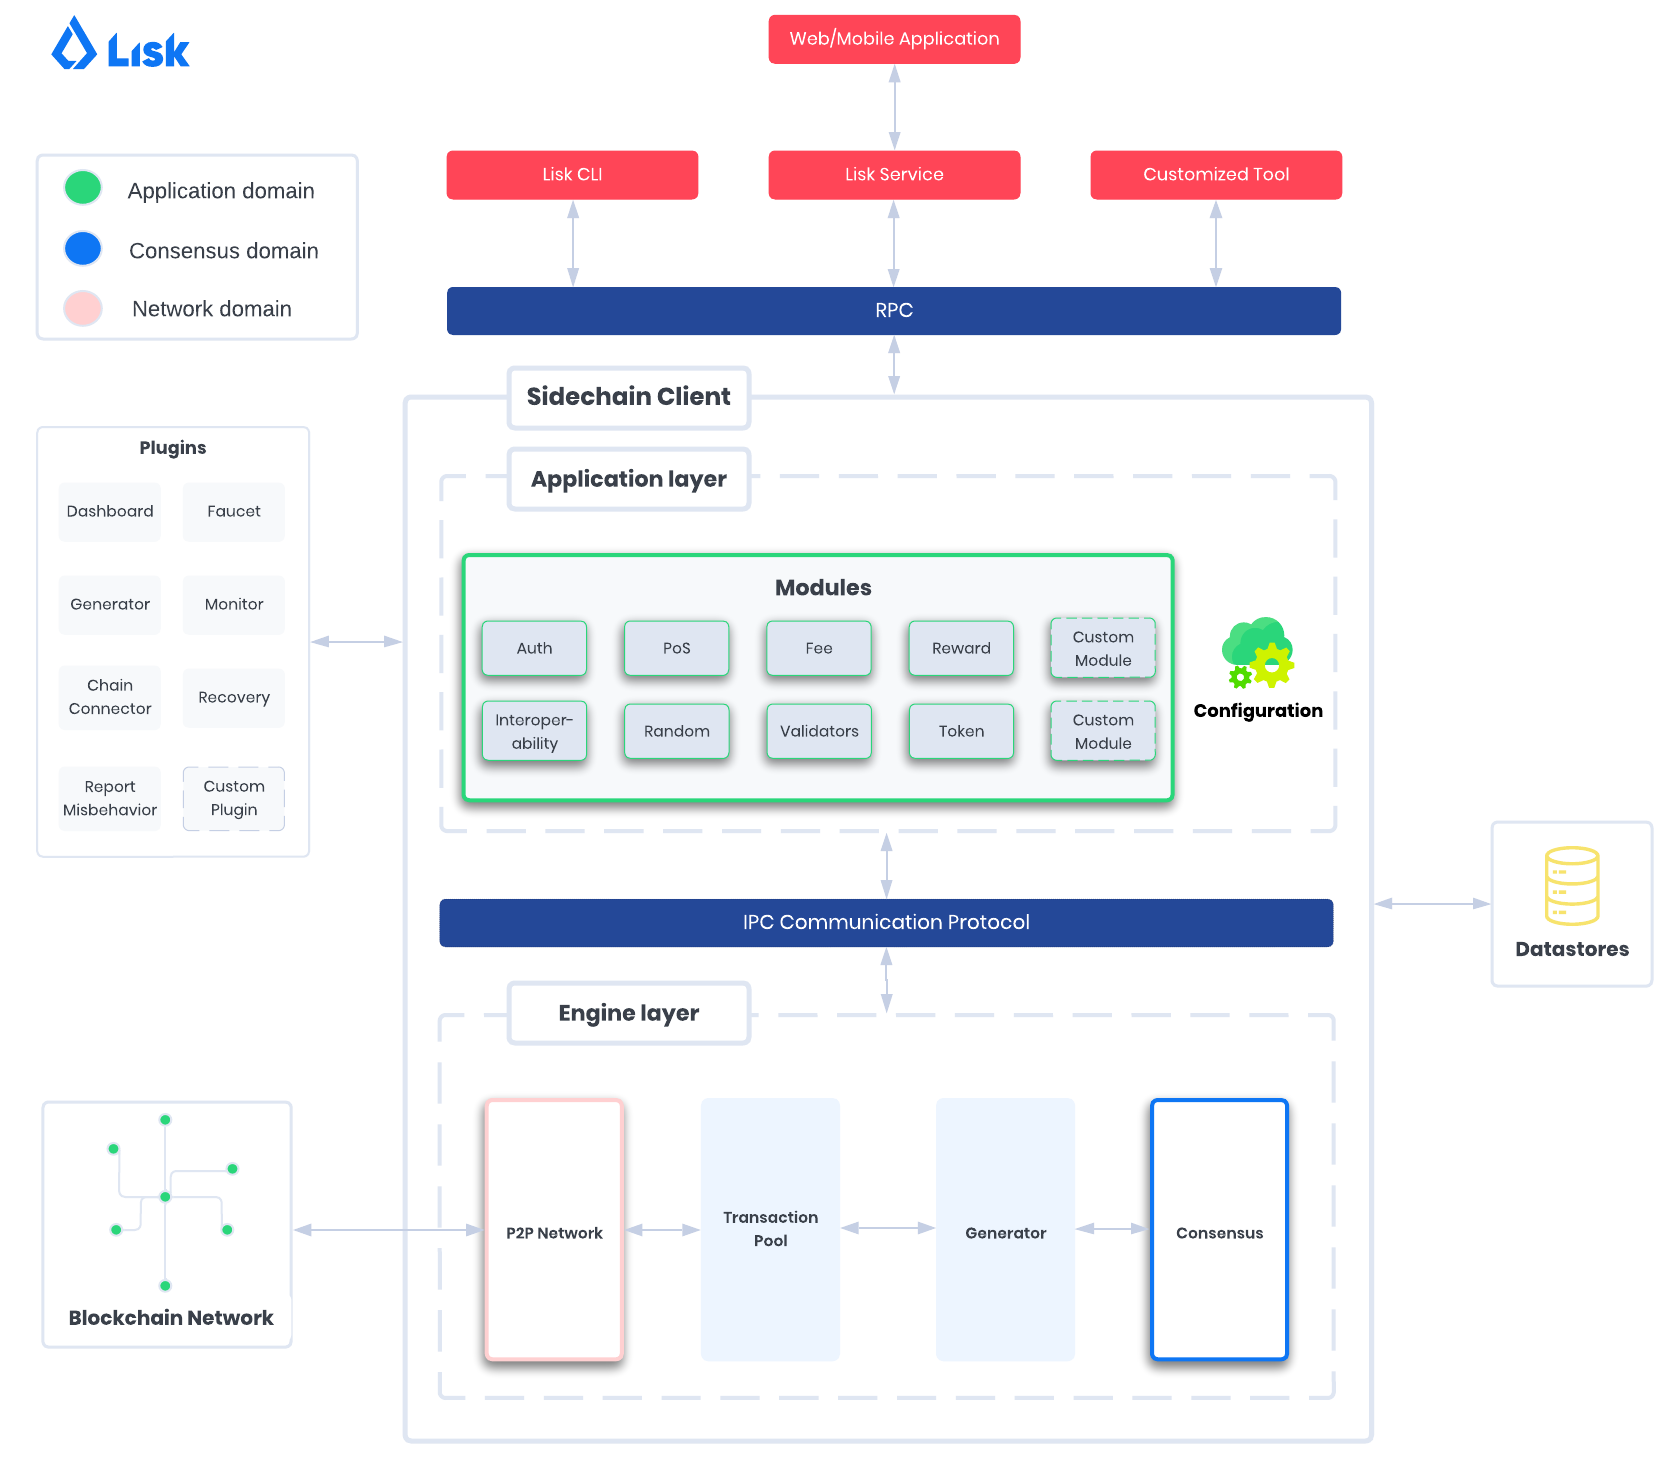 Lisk
Web/Mobile Application
Lisk CLI
Lisk Service
Customized Tool
Application domain
Consensus domain
Network domain
RPC
Sidechain Client
Plugins
Dashboard
Faucet
Generator
Monitor
Chain
Connector
Recovery
Report
Misbehavior
Custom
Plugin
Application layer
Modules
Auth
PoS
Fee
Reward
Custom
Module
Interoper-
ability
Random
Validators
Token
Custom
Module
Configuration
IPC Communication Protocol
Datastores
Engine layer
P2P Network
Transaction
Pool
Generator
Consensus
Blockchain Network